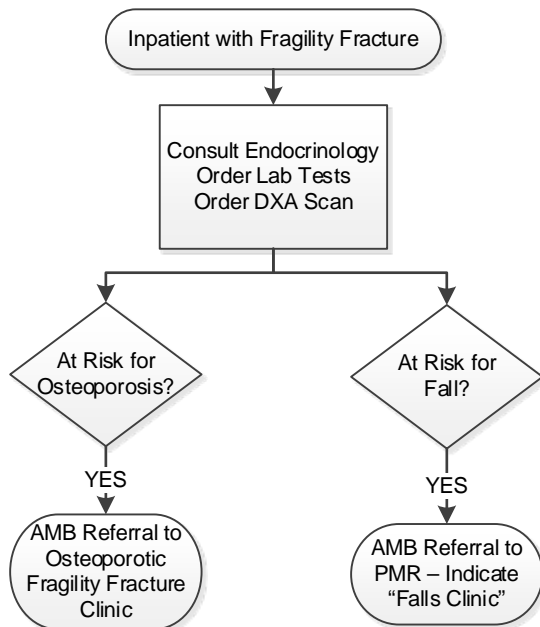 Inpatient with Fragility Fracture
Consult Endocrinology
Order Lab Tests
Order DXA Scan
At Risk for
Osteoporosis?
At Risk for
Fall?
YES
YES
AMB Referral to
Osteoporotic
Fragility Fracture
Clinic
AMB Referral to
PMR – Indicate
“Falls Clinic”